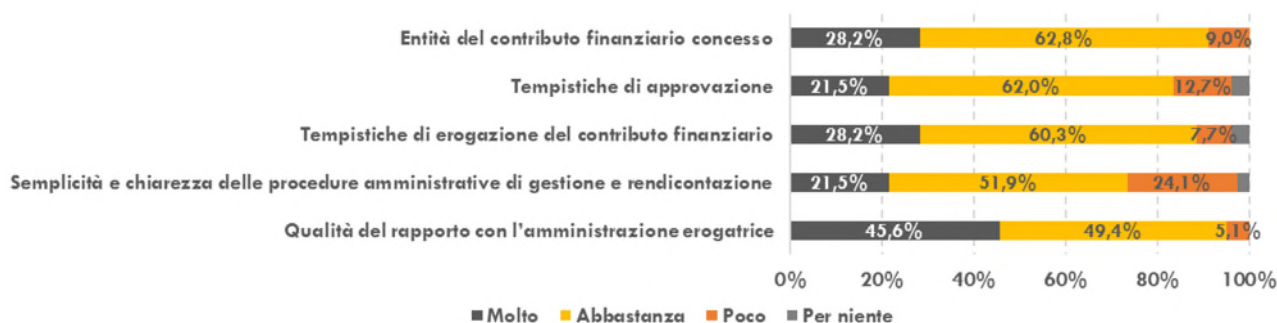 Entità del contributo finanziario concesso 28,2% 62,8% 9,0%
Tempistiche di approvazione 21,5% 62,0% 12,7%
Tempistiche di erogazione del contributo finanziario 28,2% 60,3% 7,7%
Semplicità e chiarezza delle procedure amministrative di gestione e rendicontazione 21,5% 51,9% 24,1%
Qualità del rapporto con l'amministrazione erogatrice 45,6% 49,4% 5,1%
0% 20% 40% 60% 80% 100%
Molto Abbastanza Poco Per niente